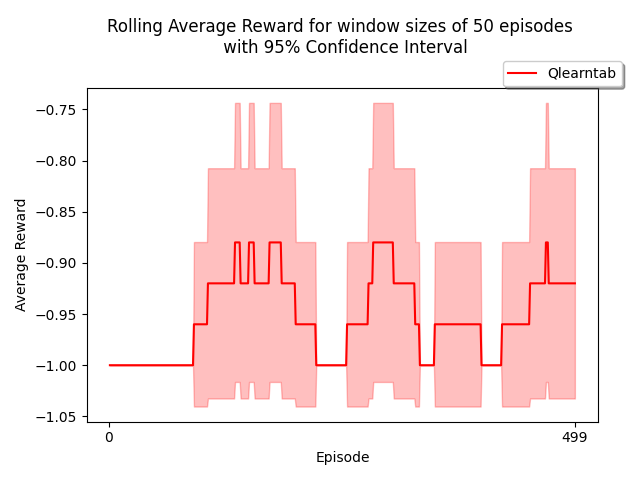 Rolling Average Reward for window sizes of 50 episodes
with 95% Confidence Interval
Qlearntab
−0.75
−0.80
−0.85
−0.90
−0.95
−1.00
−1.05
Average Reward
0
499
Episode